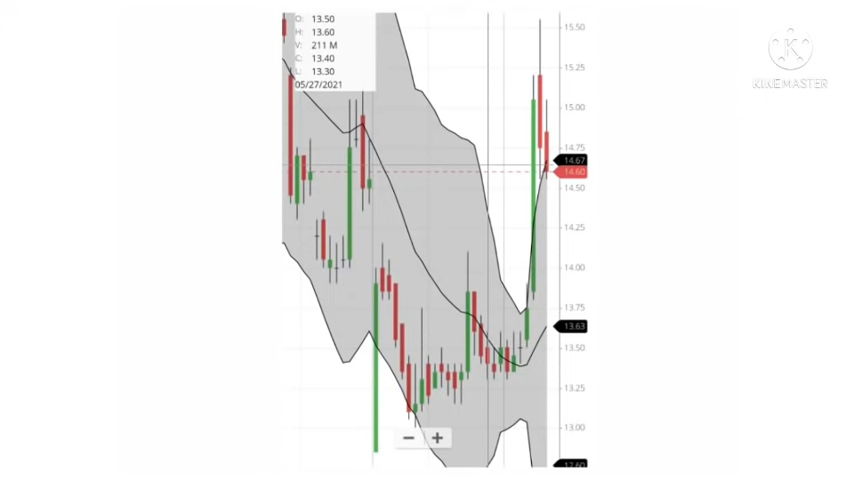 O: 13.50
H: 13.60
V: 211 M
C: 13.40
L: 13.30
05/27/2021
15.50
15.25
15.00
14.75
14.67
14.60
14.50
14.25
14.00
13.75
13.63
13.50
13.25
13.00
12.60
− +
K
KIKE MASTER